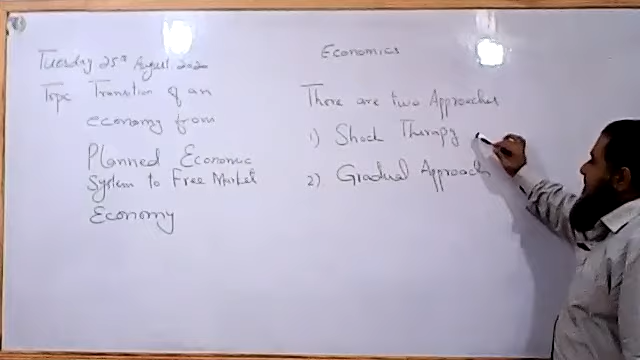 Economics
Tuesday 25th August 2020
Topc Transition of an
economy from
Planned Economic
System to Free Market
Economy
There are two Approaches
1) Shock Therapy
2) Gradual Approach